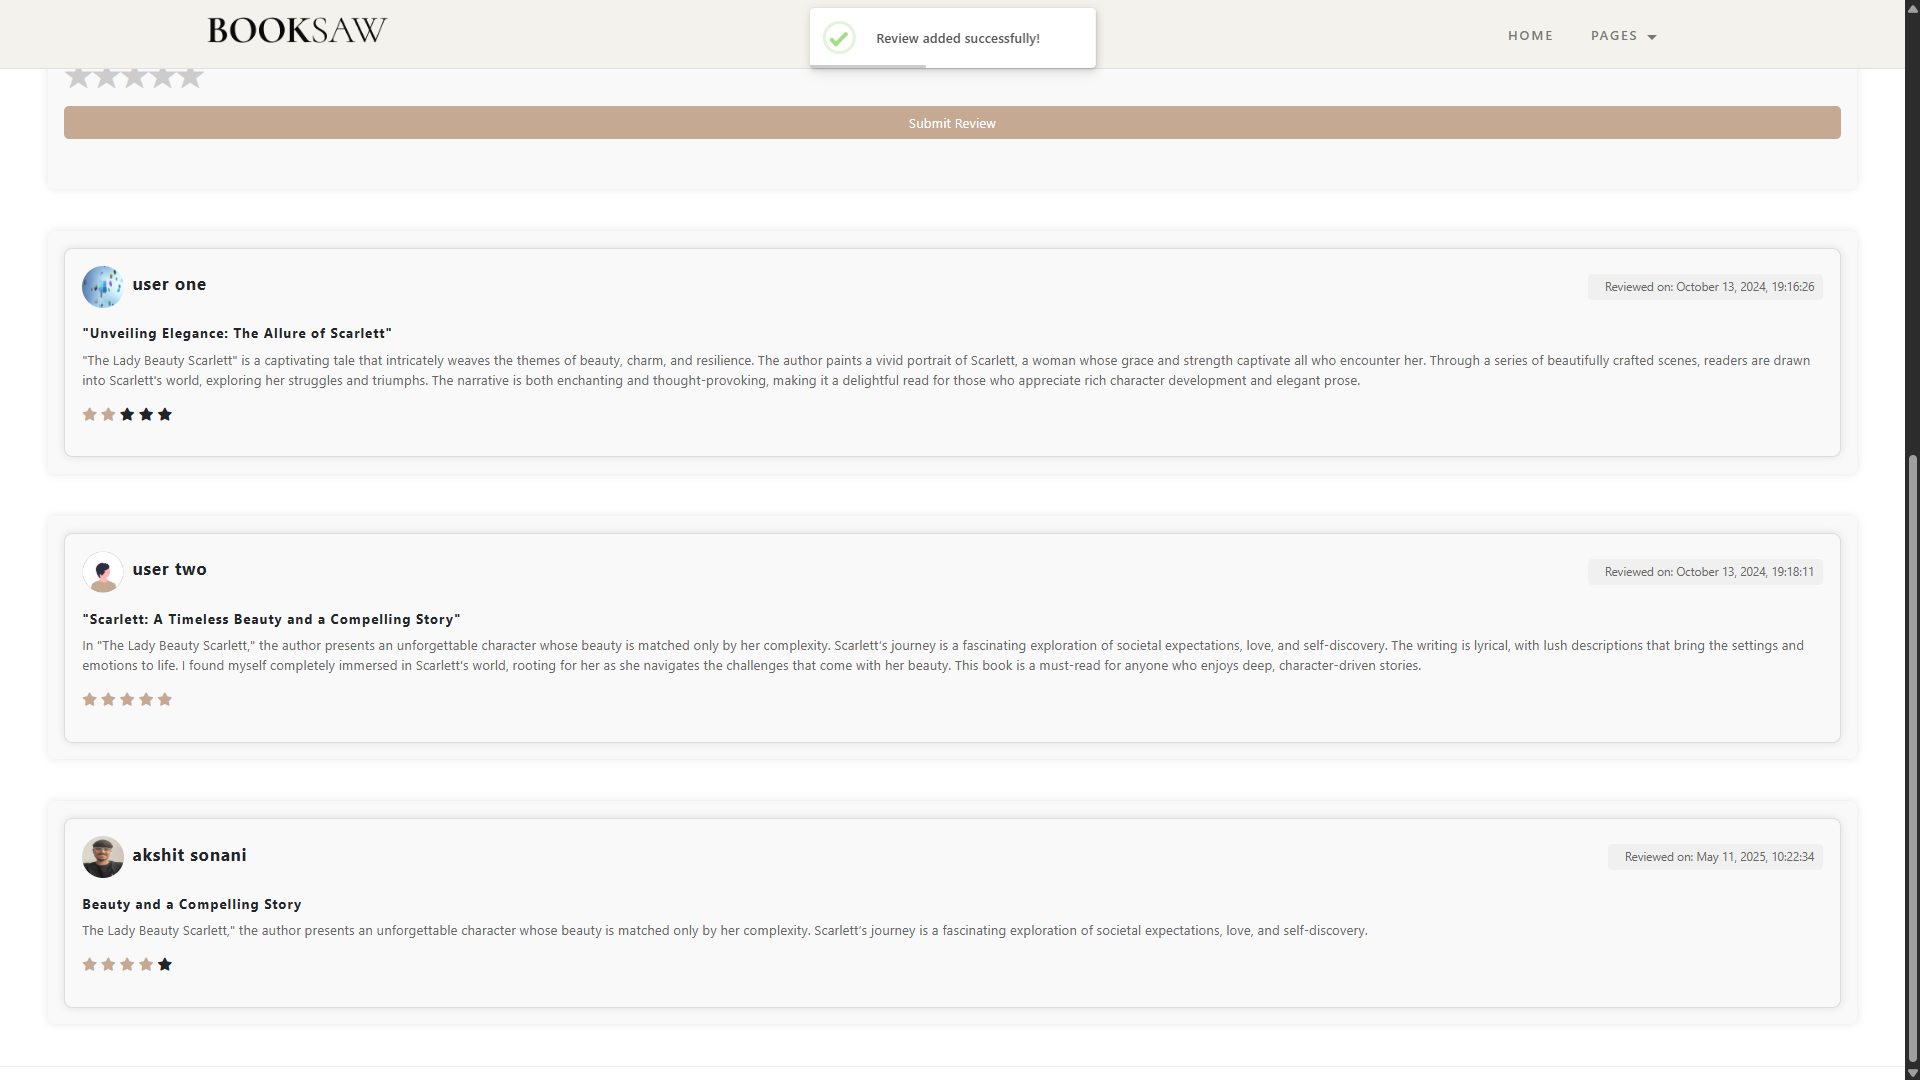 BOOKSAW
Review added successfully!
HOME
PAGES
Submit Review
user one
Reviewed on: October 13, 2024, 19:16:26
"Unveiling Elegance: The Allure of Scarlett"
"The Lady Beauty Scarlett" is a captivating tale that intricately weaves the themes of beauty, charm, and resilience. The author paints a vivid portrait of Scarlett, a woman whose grace and strength captivate all who encounter her. Through a series of beautifully crafted scenes, readers are drawn
into Scarlett's world, exploring her struggles and triumphs. The narrative is both enchanting and thought-provoking, making it a delightful read for those who appreciate rich character development and elegant prose.
user two
Reviewed on: October 13, 2024, 19:18:11
"Scarlett: A Timeless Beauty and a Compelling Story"
In "The Lady Beauty Scarlett," the author presents an unforgettable character whose beauty is matched only by her complexity. Scarlett's journey is a fascinating exploration of societal expectations, love, and self-discovery. The writing is lyrical, with lush descriptions that bring the settings and
emotions to life. I found myself completely immersed in Scarlett's world, rooting for her as she navigates the challenges that come with her beauty. This book is a must-read for anyone who enjoys deep, character-driven stories.
akshit sonani
Reviewed on: May 11, 2025, 10:22:34
Beauty and a Compelling Story
The Lady Beauty Scarlett," the author presents an unforgettable character whose beauty is matched only by her complexity. Scarlett's journey is a fascinating exploration of societal expectations, love, and self-discovery.